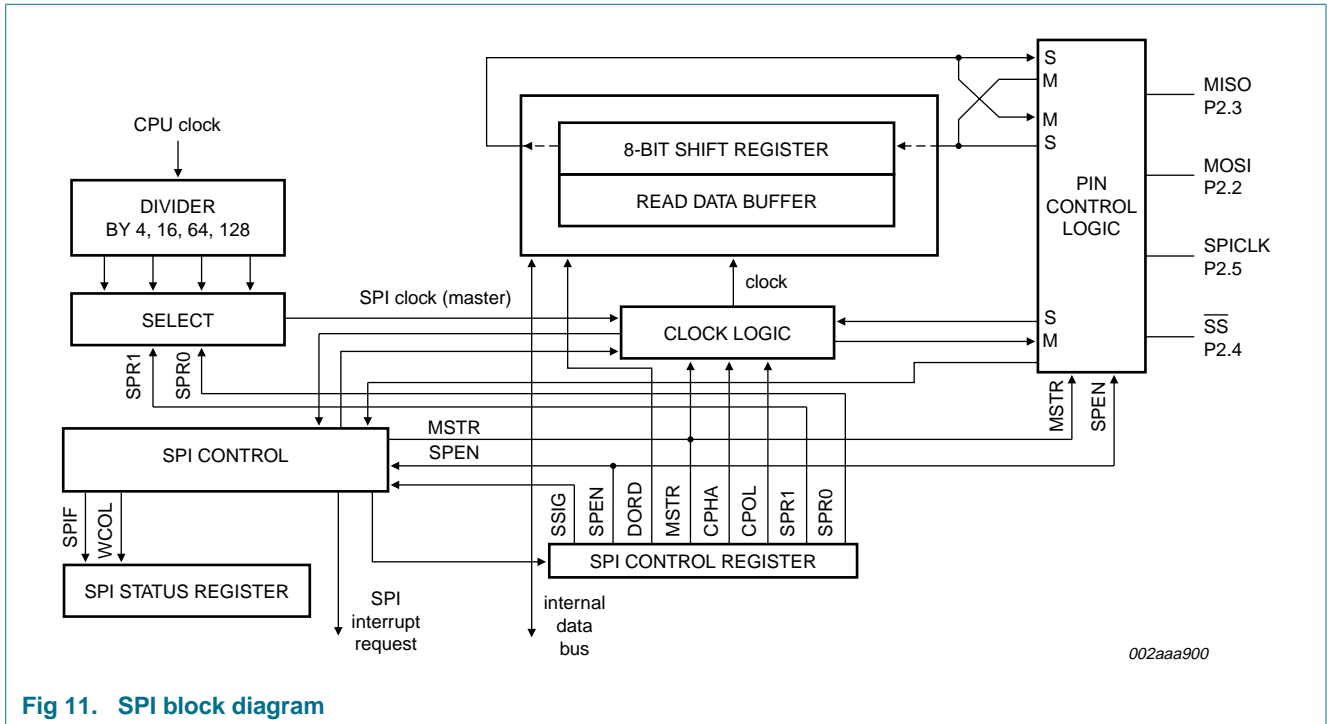 CPU clock
DIVIDER
BY 4, 16, 64, 128
SELECT
SPR1
SPR0
SPI clock (master)
8-BIT SHIFT REGISTER
READ DATA BUFFER
clock
CLOCK LOGIC
S
M
M
S
PIN
CONTROL
LOGIC
S
M
MISO
P2.3
MOSI
P2.2
SPICLK
P2.5
SS
P2.4
MSTR
SPEN
SPI CONTROL
MSTR
SPEN
SPIF
WCOL
SPI STATUS REGISTER
SSIG
SPEN
DORD
MSTR
CPHA
CPOL
SPR1
SPR0
SPI CONTROL REGISTER
SPI
interrupt
request
internal
data
bus
002aaa900
Fig 11. SPI block diagram